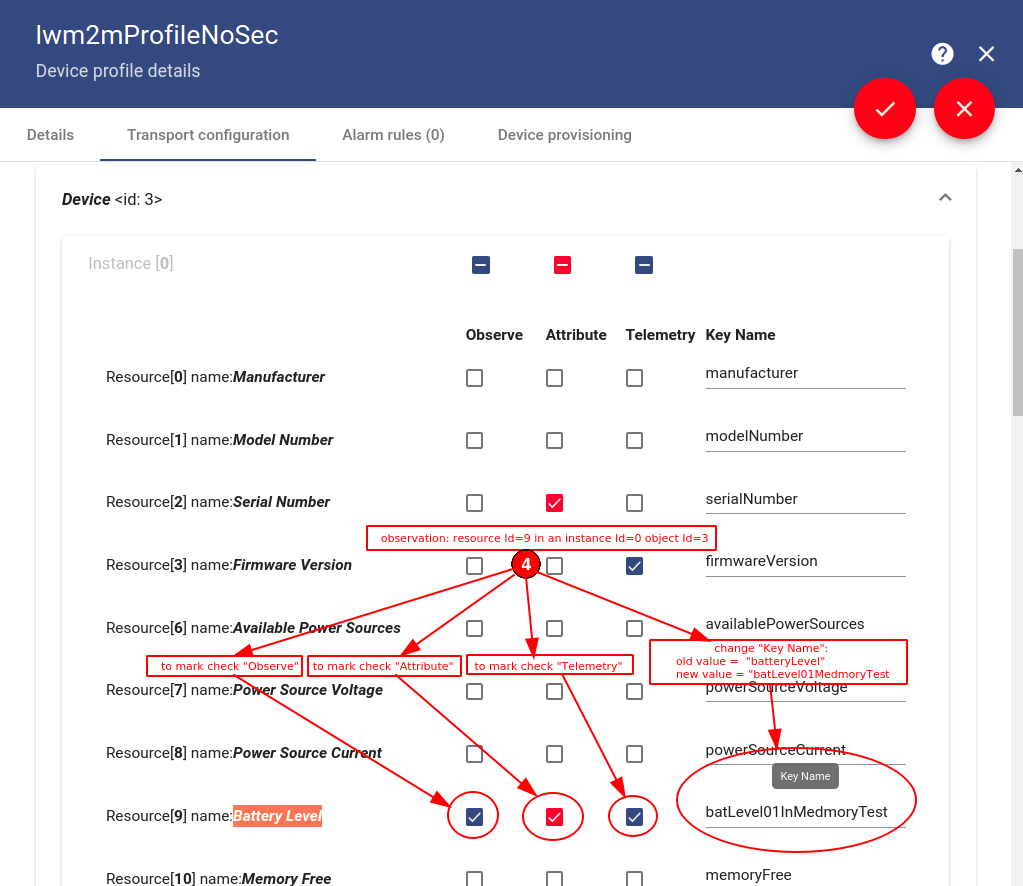 lwm2mProfileNoSec
Device profile details
?
Details Transport configuration Alarm rules (0) Device provisioning
Device <id: 3>
Instance [0]
Observe Attribute Telemetry Key Name
Resource[0] name:Manufacturer manufacturer
Resource[1] name:Model Number modelNumber
Resource[2] name:Serial Number serialNumber
observation: resource Id=9 in an instance Id=0 object Id=3
4
Resource[3] name:Firmware Version firmwareVersion
Resource[6] name:Available Power Sources availablePowerSources
to mark check "Observe" to mark check "Attribute" to mark check "Telemetry"
change "Key Name":
old value = "batteryLevel"
new value = "batLevel01MedmoryTest
Resource[7] name:Power Source Voltage powerSourceVoltage
Resource[8] name:Power Source Current powerSourceCurrent
Key Name
Resource[9] name:Battery Level batLevel01InMedmoryTest
Resource[10] name:Memory Free memoryFree